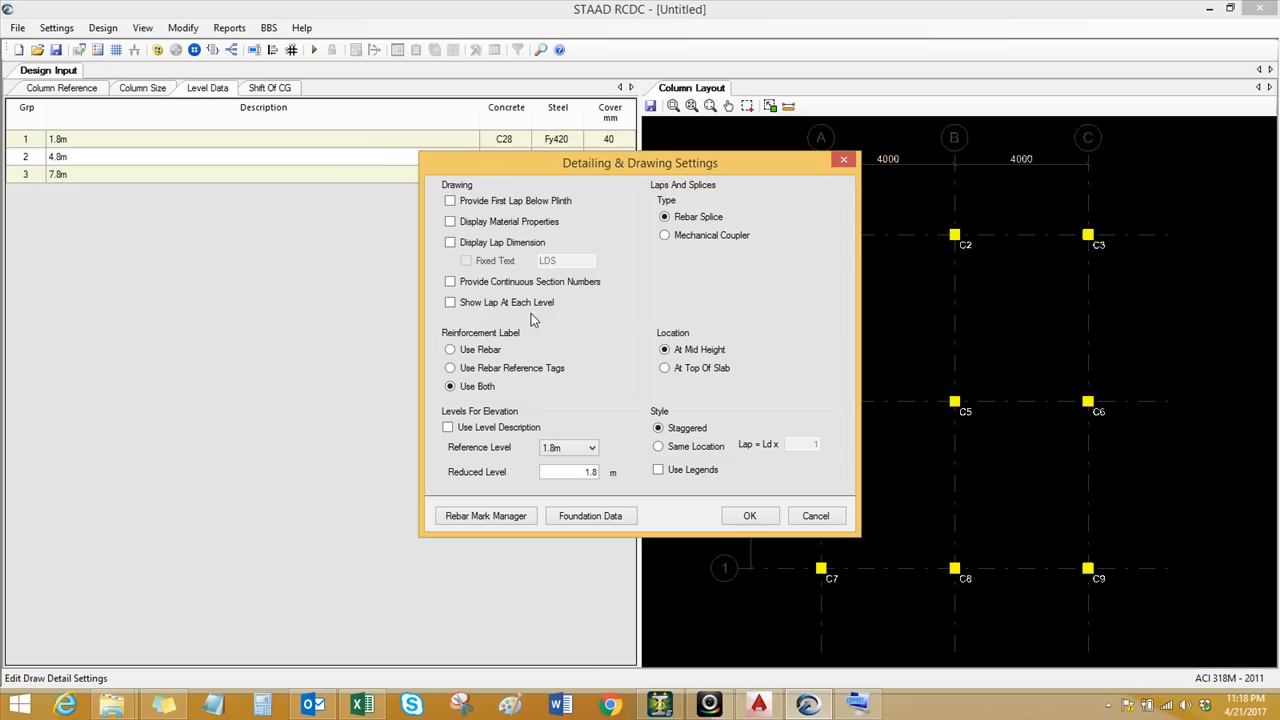 STAAD RCDC - [Untitled]
File Settings Design View Modify Reports BBS Help
Design Input
Column Reference Column Size Level Data Shift Of CG
Grp Description Concrete Steel Cover mm
1 1.8m C28 Fy420 40
2 4.8m
3 7.8m
Column Layout
A B C
4000 4000
C2 C3
C5 C6
1
C7 C8 C9
Detailing & Drawing Settings
Drawing
Provide First Lap Below Plinth
Display Material Properties
Display Lap Dimension
Fixed Text LDS
Provide Continuous Section Numbers
Show Lap At Each Level
Reinforcement Label
Use Rebar
Use Rebar Reference Tags
Use Both
Levels For Elevation
Use Level Description
Reference Level 1.8m
Reduced Level 1.8 m
Laps And Splices
Type
Rebar Splice
Mechanical Coupler
Location
At Mid Height
At Top Of Slab
Style
Staggered
Same Location Lap = Ld x 1
Use Legends
Rebar Mark Manager Foundation Data OK Cancel
Edit Draw Detail Settings ACI 318M - 2011
11:18 PM
4/21/2017